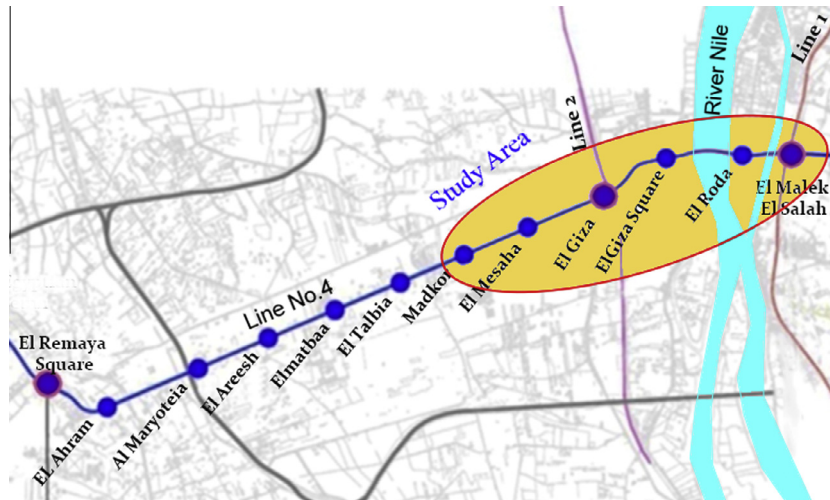 Line 1
River Nile
Line 2
Study Area
El Malek
El Salah
El Roda
ElGiza Square
El Giza
El Mesaha
Madkor
El Talbia
Line No.4
Elmatbaa
El Areesh
Al Maryoteia
EL Ahram
El Remaya
Square